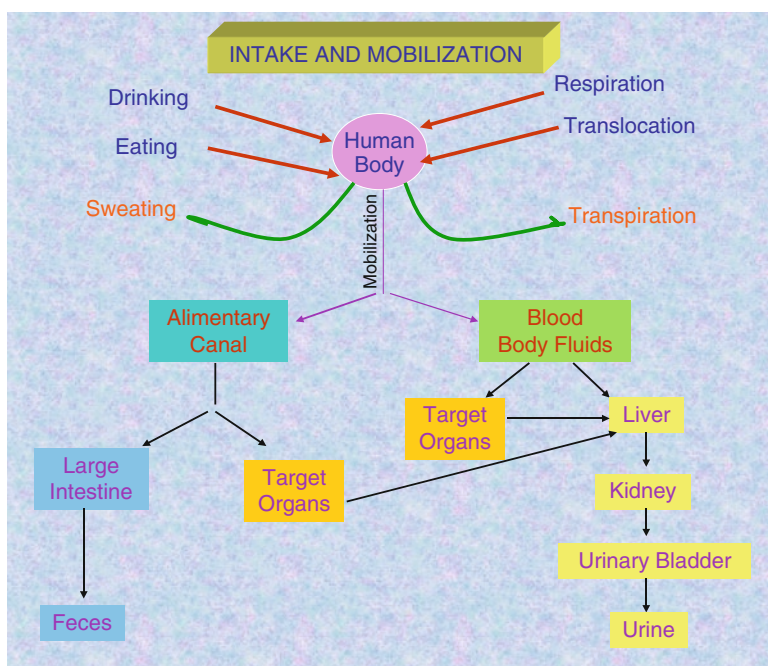 INTAKE AND MOBILIZATION
Drinking
Respiration
Eating
Translocation
Human
Body
Sweating
Transpiration
Mobilization
Alimentary
Canal
Blood
Body Fluids
Target
Organs
Liver
Large
Intestine
Target
Organs
Kidney
Urinary Bladder
Feces
Urine